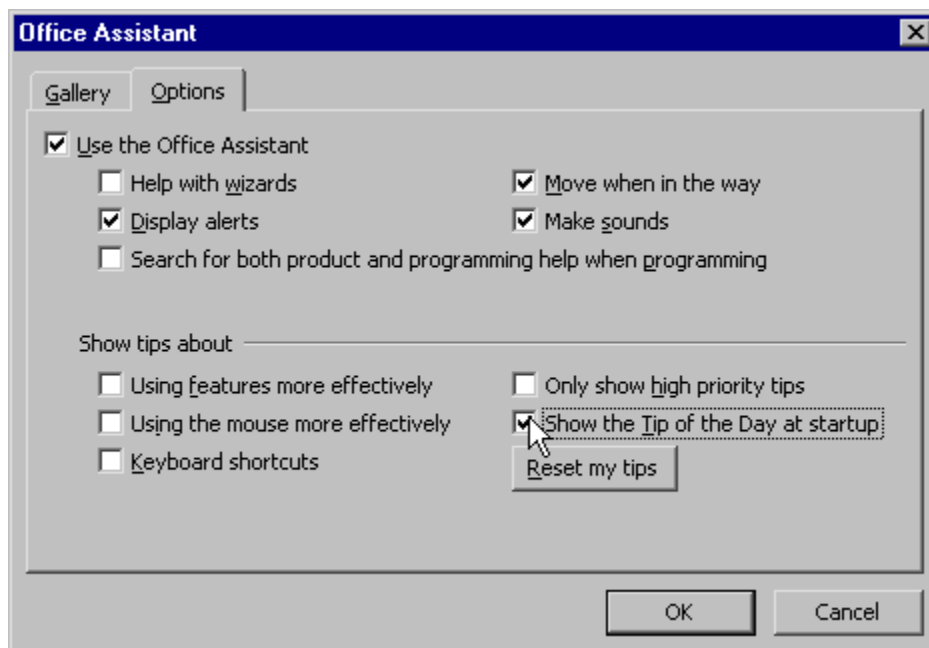 Office Assistant
Gallery
Options
Use the Office Assistant
Help with wizards
Move when in the way
Display alerts
Make sounds
Search for both product and programming help when programming
Show tips about
Using features more effectively
Only show high priority tips
Using the mouse more effectively
Show the Tip of the Day at startup
Keyboard shortcuts
Reset my tips
OK
Cancel